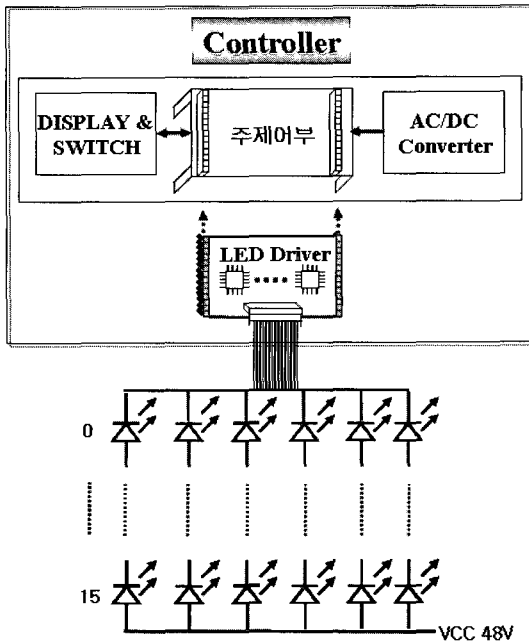 Controller
DISPLAY &
SWITCH
주제어부
AC/DC
Converter
LED Driver
0
15
VCC 48V